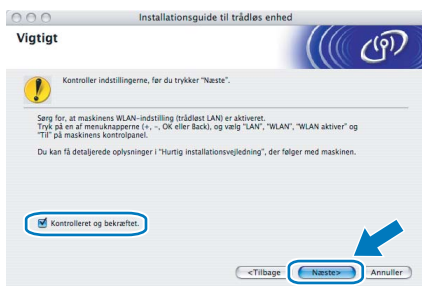 Installationsguide til trådløs enhed
Vigtigt
Kontroller indstillingerne, før du trykker "Næste".
Sørg for, at maskinens WLAN-indstilling (trådløst LAN) er aktiveret.
Tryk på en af menuknapperne (+, -, OK eller Back), og vælg "LAN", "WLAN", "WLAN aktiver" og
"Til" på maskinens kontrolpanel.
Du kan få detaljerede oplysninger i "Hurtig installationsvejledning", der følger med maskinen.
Kontrolleret og bekræftet.
<Tilbage Næste> Annuller